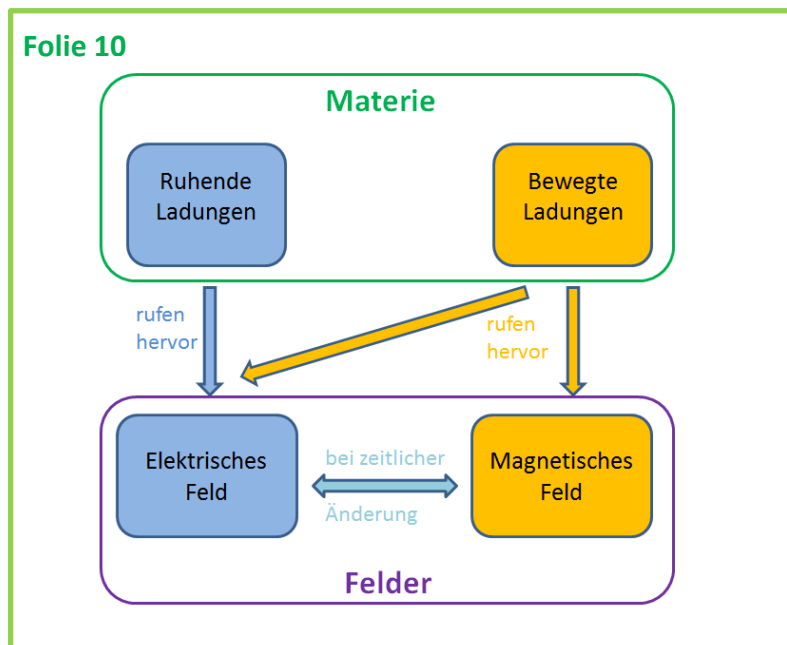 Folie 10
Materie
Ruhende
Ladungen
Bewegte
Ladungen
rufen
hervor
rufen
hervor
Elektrisches
Feld
bei zeitlicher
Änderung
Magnetisches
Feld
Felder